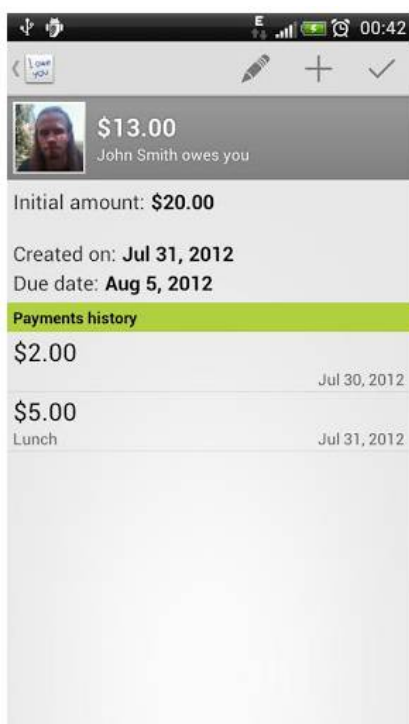 E
00:42
I owe
you
$13.00
John Smith owes you
Initial amount: $20.00
Created on: Jul 31, 2012
Due date: Aug 5, 2012
Payments history
$2.00
Jul 30, 2012
$5.00
Lunch Jul 31, 2012